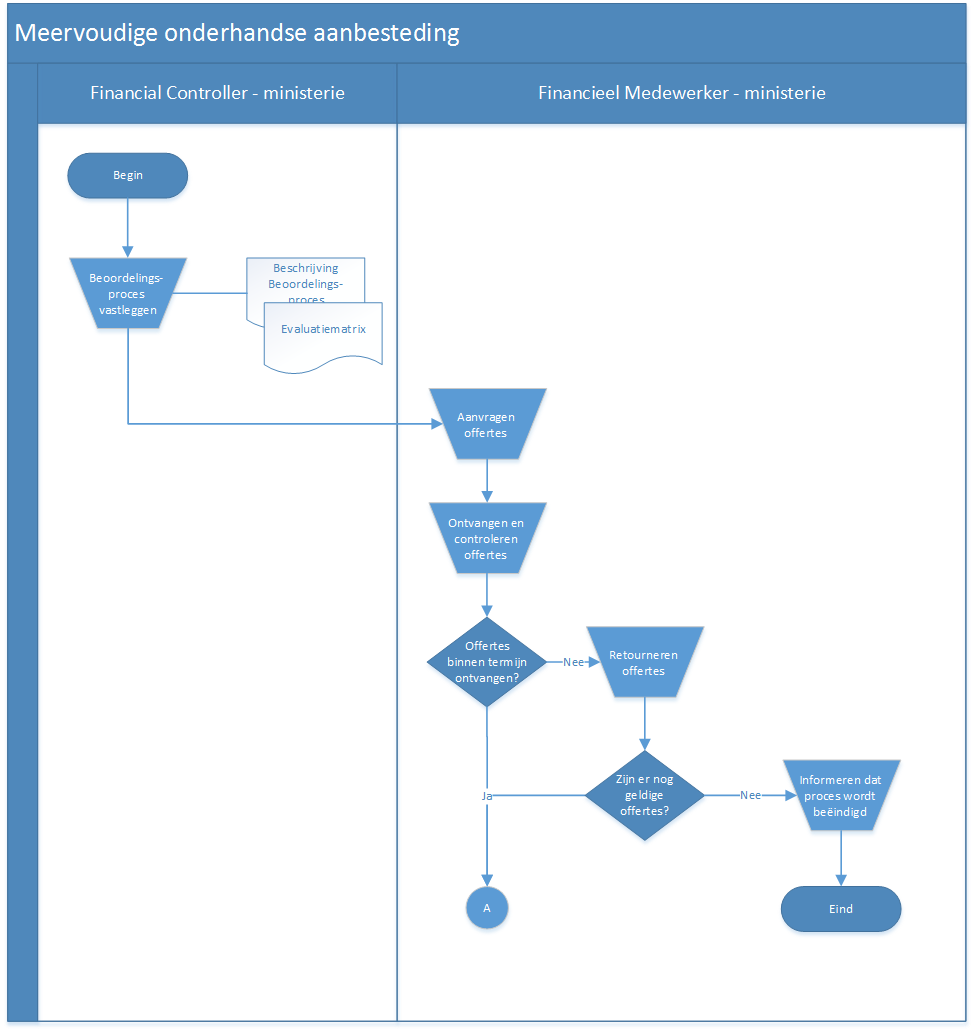 Meervoudige onderhandse aanbesteding
Financial Controller - ministerie
Financieel Medewerker - ministerie
Begin
Beoordelings-
proces
vastleggen
Beschrijving
Beoordelings-
proces
Evaluatiematrix
Aanvragen
offertes
Ontvangen en
controleren
offertes
Offertes
binnen termijn
ontvangen?
Nee
Retourneren
offertes
Zijn er nog
geldige
offertes?
Nee
Informeren dat
proces wordt
beëindigd
Ja
A
Eind